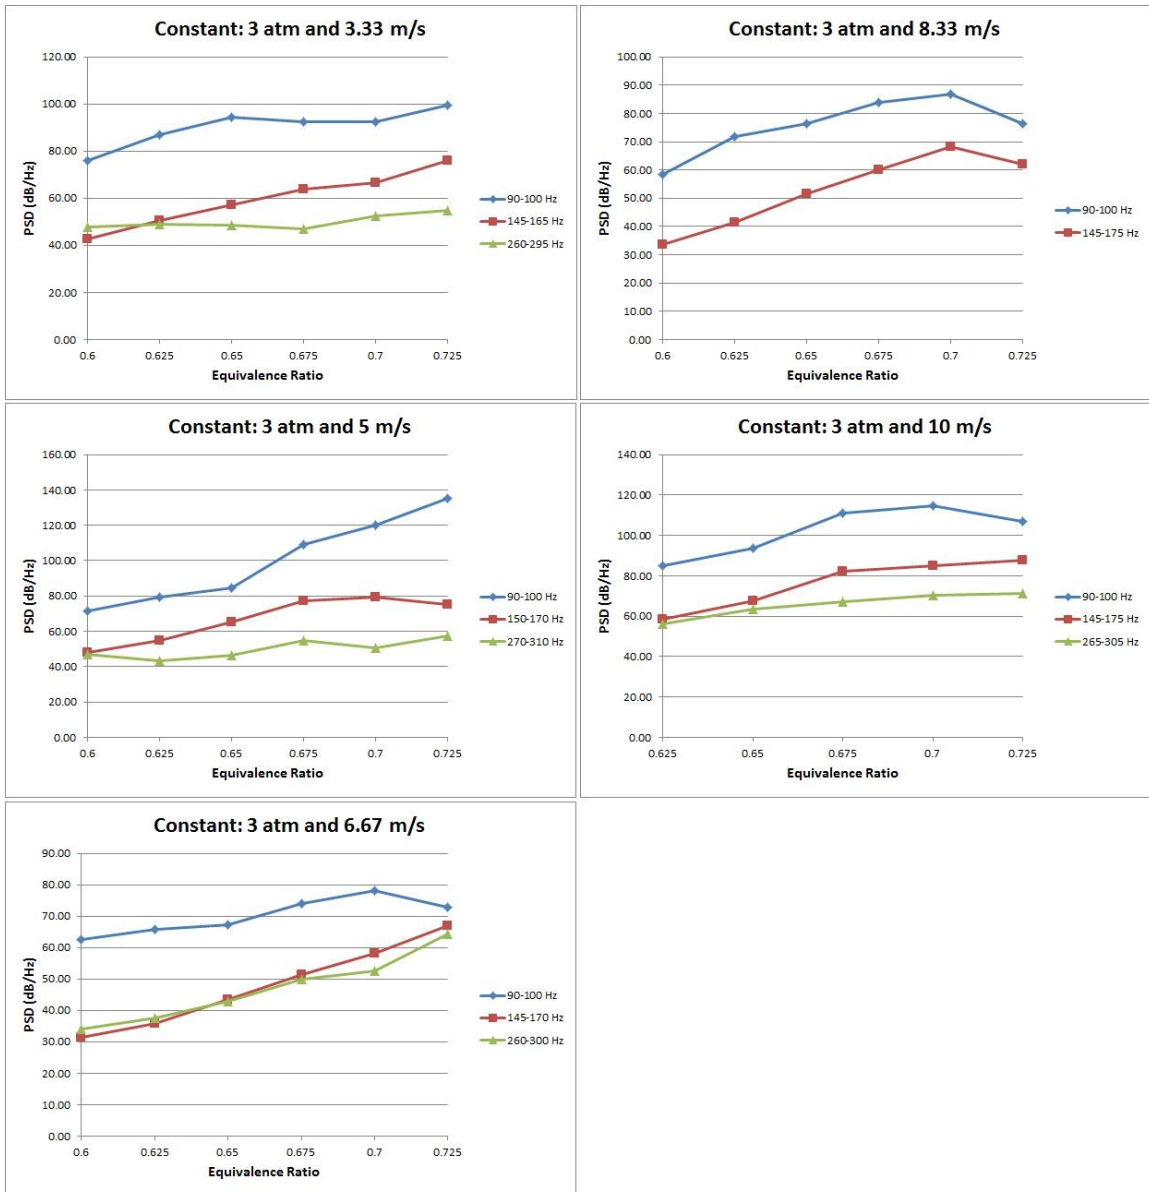 Constant: 3 atm and 3.33 m/s
PSD (dB/Hz)
120.00
100.00
80.00
60.00
40.00
20.00
0.00
0.6 0.625 0.65 0.675 0.7 0.725
Equivalence Ratio
90-100 Hz
145-165 Hz
260-295 Hz
Constant: 3 atm and 8.33 m/s
PSD (dB/Hz)
100.00
90.00
80.00
70.00
60.00
50.00
40.00
30.00
20.00
10.00
0.00
0.6 0.625 0.65 0.675 0.7 0.725
Equivalence Ratio
90-100 Hz
145-175 Hz
Constant: 3 atm and 5 m/s
PSD (dB/Hz)
160.00
140.00
120.00
100.00
80.00
60.00
40.00
20.00
0.00
0.6 0.625 0.65 0.675 0.7 0.725
Equivalence Ratio
90-100 Hz
150-170 Hz
270-310 Hz
Constant: 3 atm and 10 m/s
PSD (dB/Hz)
140.00
120.00
100.00
80.00
60.00
40.00
20.00
0.00
0.625 0.65 0.675 0.7 0.725
Equivalence Ratio
90-100 Hz
145-175 Hz
265-305 Hz
Constant: 3 atm and 6.67 m/s
PSD (dB/Hz)
90.00
80.00
70.00
60.00
50.00
40.00
30.00
20.00
10.00
0.00
0.6 0.625 0.65 0.675 0.7 0.725
Equivalence Ratio
90-100 Hz
145-170 Hz
260-300 Hz